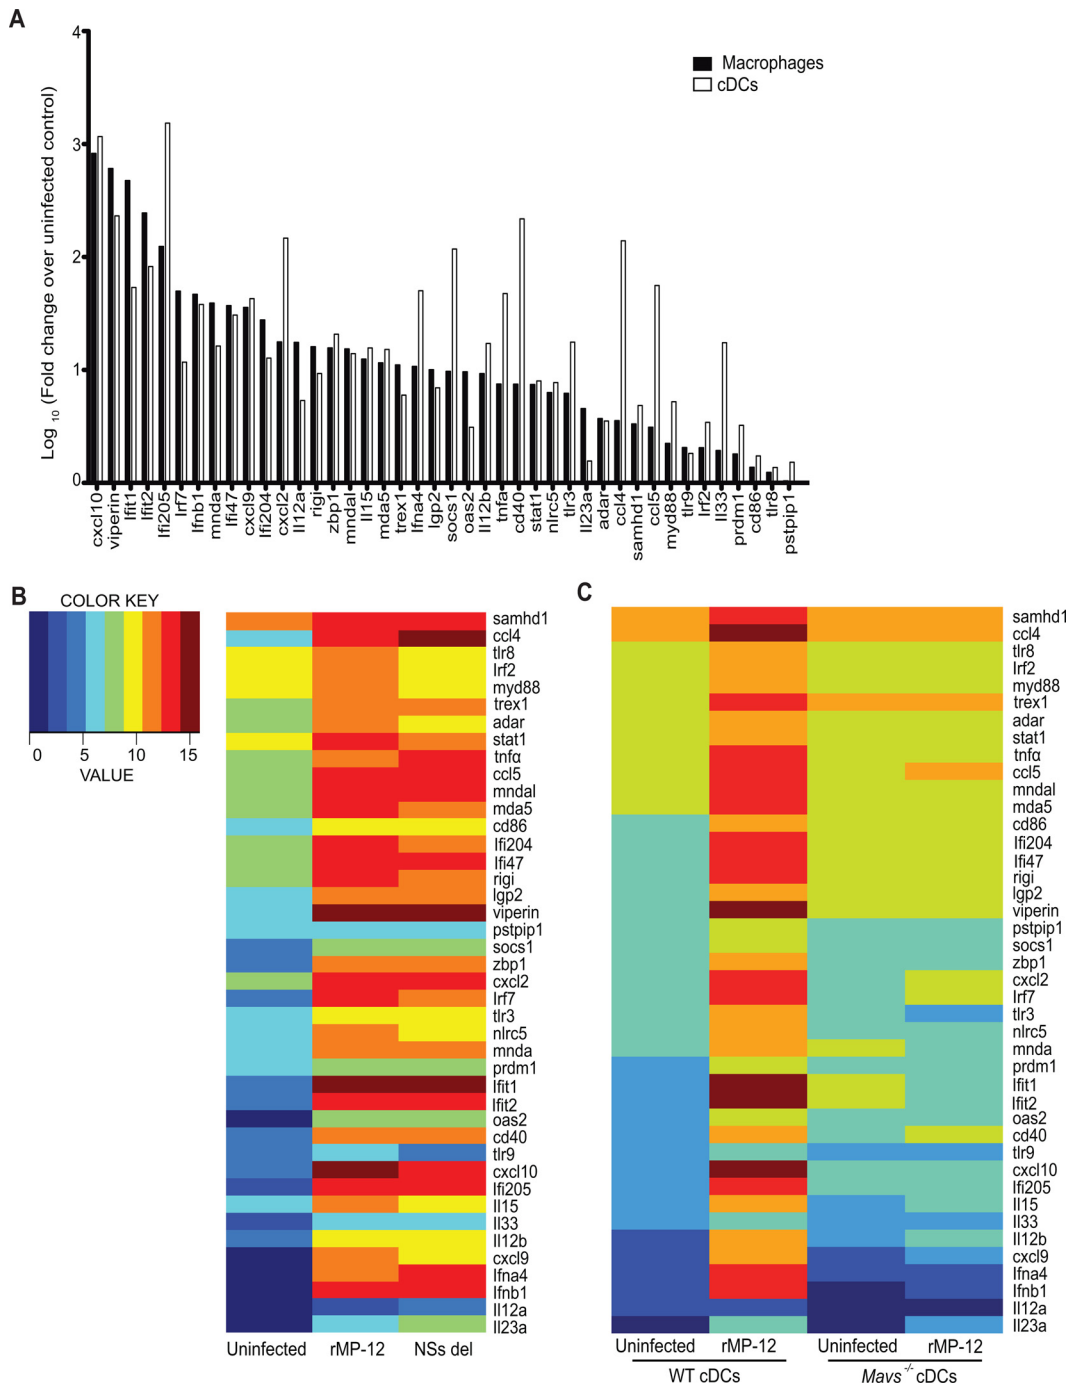 A
4
3
2
1
0
Log 10 (Fold change over uninfected control)
Macrophages
cDCs
cxcl10
viperin
Ifit1
Ifit2
Ifi205
Irf7
Ifnb1
mnda
Ifi47
cxcl9
Ifi204
cxcl2
Il12a
rigi
zbp1
mndal
Il15
mda5
trex1
Ifna4
lgp2
socs1
oas2
Il12b
tnfa
cd40
stat1
nlrc5
tlr3
Il23a
adar
ccl4
samhd1
ccl5
myd88
tlr9
Irf2
Il33
prdm1
cd86
tlr8
pstpip1
B
COLOR KEY
0 5 10 15
VALUE
samhd1
ccl4
tlr8
Irf2
myd88
trex1
adar
stat1
tnfα
ccl5
mndal
mda5
cd86
Ifi204
Ifi47
rigi
lgp2
viperin
pstpip1
socs1
zbp1
cxcl2
Irf7
tlr3
nlrc5
mnda
prdm1
Ifit1
Ifit2
oas2
cd40
tlr9
cxcl10
Ifi205
Il15
Il33
Il12b
cxcl9
Ifna4
Ifnb1
Il12a
Il23a
Uninfected rMP-12 NSs del
C
samhd1
ccl4
tlr8
Irf2
myd88
trex1
adar
stat1
tnfα
ccl5
mndal
mda5
cd86
Ifi204
Ifi47
rigi
lgp2
viperin
pstpip1
socs1
zbp1
cxcl2
Irf7
tlr3
nlrc5
mnda
prdm1
Ifit1
Ifit2
oas2
cd40
tlr9
cxcl10
Ifi205
Il15
Il33
Il12b
cxcl9
Ifna4
Ifnb1
Il12a
Il23a
Uninfected rMP-12 Uninfected rMP-12
WT cDCs Mavs-/- cDCs